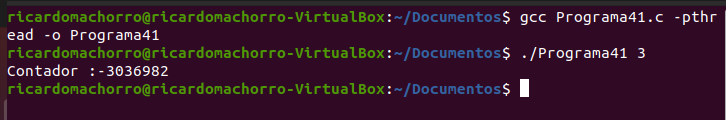 ricardomachorro@ricardomachorro-VirtualBox:~/Documentos$ gcc Programa41.c -pthr
ead -o Programa41
ricardomachorro@ricardomachorro-VirtualBox:~/Documentos$ ./Programa41 3
Contador :-3036982
ricardomachorro@ricardomachorro-VirtualBox:~/Documentos$